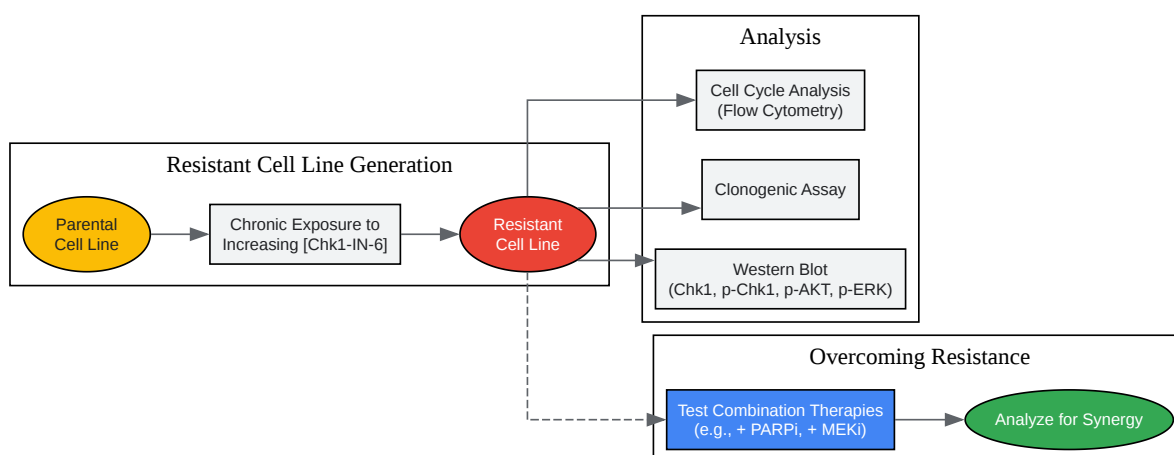 Resistant Cell Line Generation
Parental
Cell Line
Chronic Exposure to
Increasing [Chk1-IN-6]
Resistant
Cell Line
Analysis
Cell Cycle Analysis
(Flow Cytometry)
Clonogenic Assay
Western Blot
(Chk1, p-Chk1, p-AKT, p-ERK)
Overcoming Resistance
Test Combination Therapies
(e.g., + PARPi, + MEKi)
Analyze for Synergy